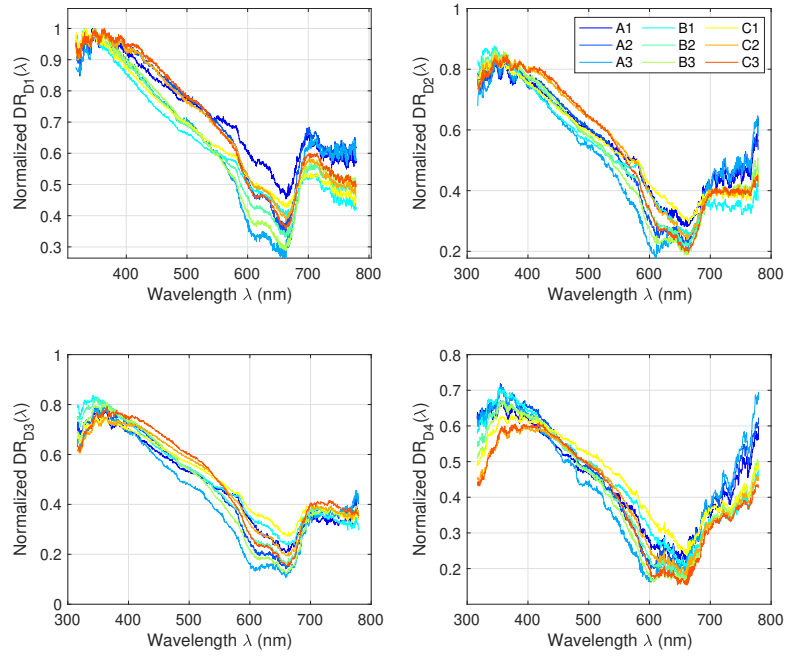 Normalized DR_D1(λ)
1
0.9
0.8
0.7
0.6
0.5
0.4
0.3
400 500 600 700 800
Wavelength λ (nm)
Normalized DR_D2(λ)
1
0.8
0.6
0.4
0.2
300 400 500 600 700 800
Wavelength λ (nm)
A1 B1 C1
A2 B2 C2
A3 B3 C3
Normalized DR_D3(λ)
1
0.8
0.6
0.4
0.2
0
300 400 500 600 700 800
Wavelength λ (nm)
Normalized DR_D4(λ)
0.8
0.7
0.6
0.5
0.4
0.3
0.2
300 400 500 600 700 800
Wavelength λ (nm)